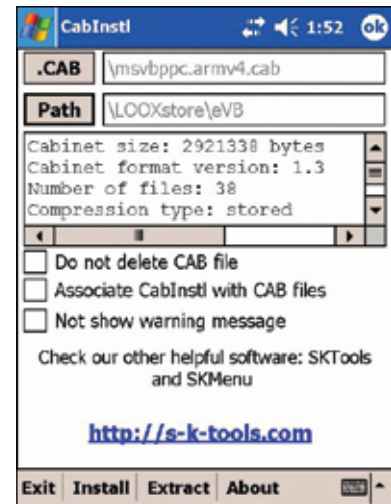 CabInstl 1:52 ok
.CAB \msvbppc.armv4.cab
Path \LOOXstore\eVB
Cabinet size: 2921338 bytes
Cabinet format version: 1.3
Number of files: 38
Compression type: stored
Do not delete CAB file
Associate CabInstl with CAB files
Not show warning message
Check our other helpful software: SKTools
and SKMenu
http://s-k-tools.com
Exit Install Extract About